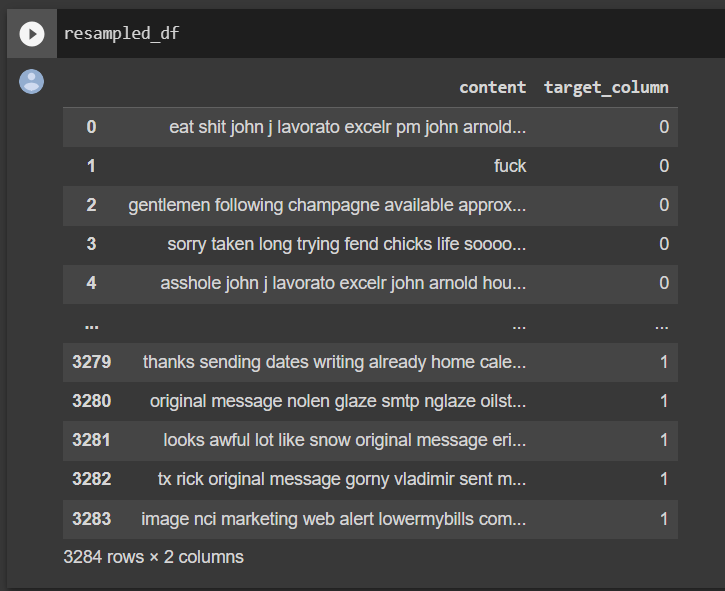 resampled_df
content target_column
0 eat shit john j lavorato excelr pm john arnold... 0
1 fuck 0
2 gentlemen following champagne available approx... 0
3 sorry taken long trying fend chicks life soooo... 0
4 asshole john j lavorato excelr john arnold hou... 0
... ... ...
3279 thanks sending dates writing already home cale... 1
3280 original message nolen glaze smtp nglaze oilst... 1
3281 looks awful lot like snow original message eri... 1
3282 tx rick original message gorny vladimir sent m... 1
3283 image nci marketing web alert lowermybills com... 1
3284 rows × 2 columns